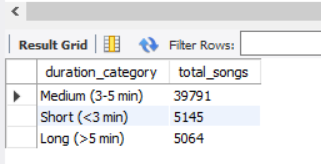 Result Grid Filter Rows:
duration_category total_songs
Medium (3-5 min) 39791
Short (<3 min) 5145
Long (>5 min) 5064